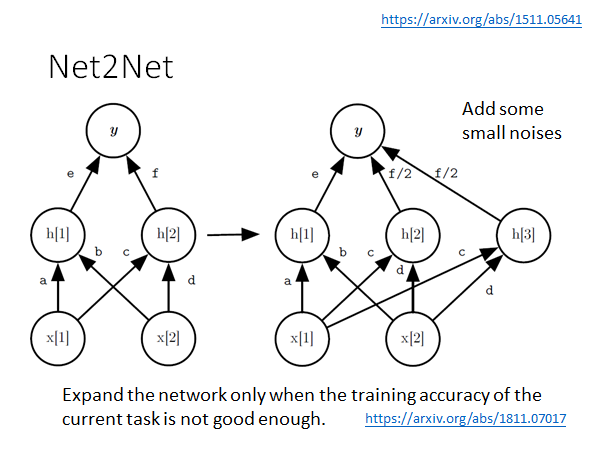 https://arxiv.org/abs/1511.05641
Net2Net
Add some
small noises
y
y
e
f
e
f/2
f/2
h[1]
h[2]
h[1]
h[2]
h[3]
b
c
b
c
c
a
d
a
d
d
x[1]
x[2]
x[1]
x[2]
Expand the network only when the training accuracy of the
current task is not good enough.
https://arxiv.org/abs/1811.07017